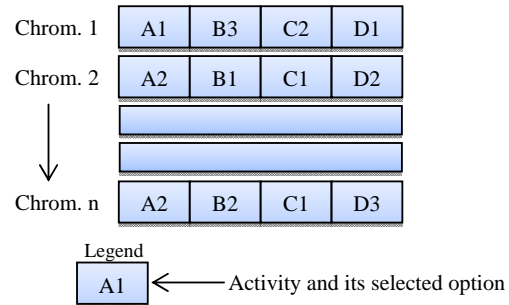 Chrom. 1 A1 B3 C2 D1
Chrom. 2 A2 B1 C1 D2
Chrom. n A2 B2 C1 D3
Legend
A1 Activity and its selected option